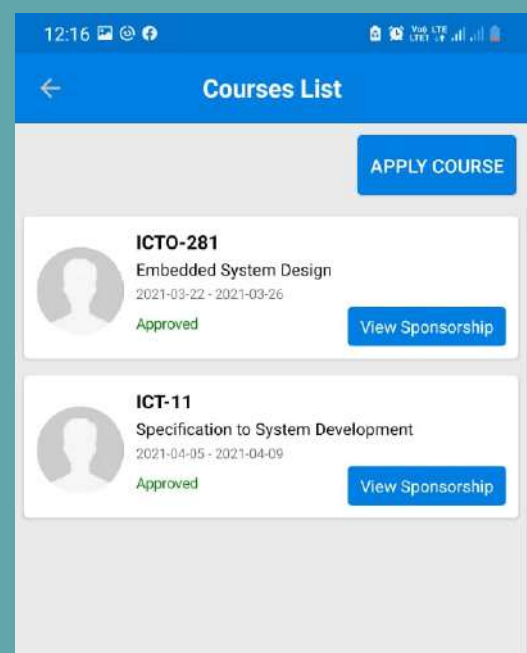 12:16
Courses List
APPLY COURSE
ICTO-281
Embedded System Design
2021-03-22 - 2021-03-26
Approved
View Sponsorship
ICT-11
Specification to System Development
2021-04-05 - 2021-04-09
Approved
View Sponsorship